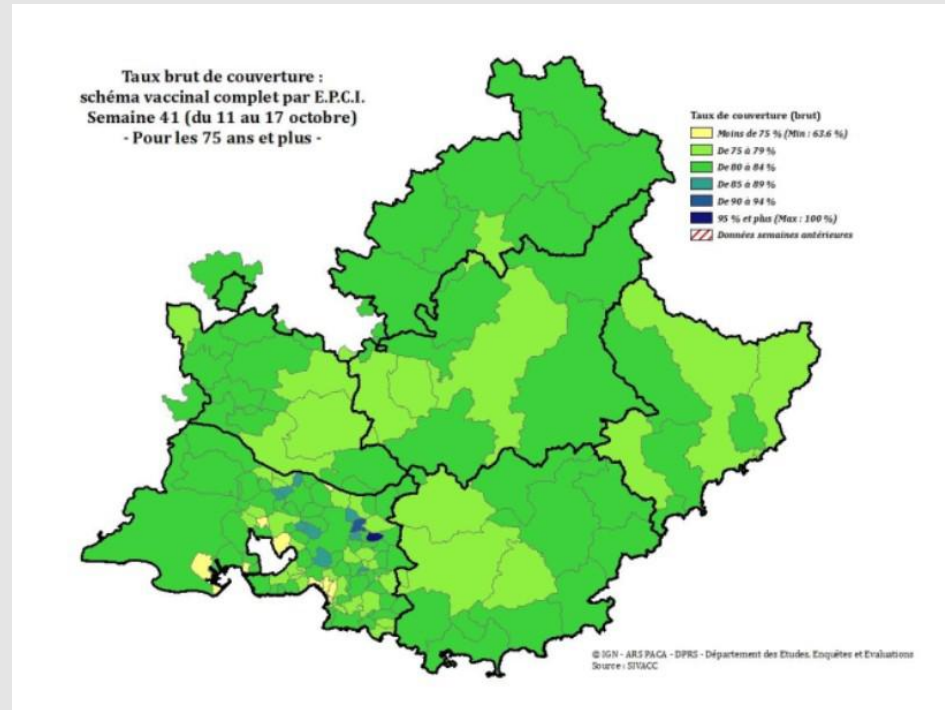 Taux brut de couverture :
schéma vaccinal complet par E.P.C.I.
Semaine 41 (du 11 au 17 octobre)
- Pour les 75 ans et plus -
Taux de couverture (brut)
Moins de 75 % (Min : 63.6 %)
De 75 à 79 %
De 80 à 84 %
De 85 à 89 %
De 90 à 94 %
95 % et plus (Max : 100 %)
Données semaines antérieures
© IGN - ARS PACA - DPRS - Département des Etudes, Enquêtes et Evaluations
Source : SIVACC